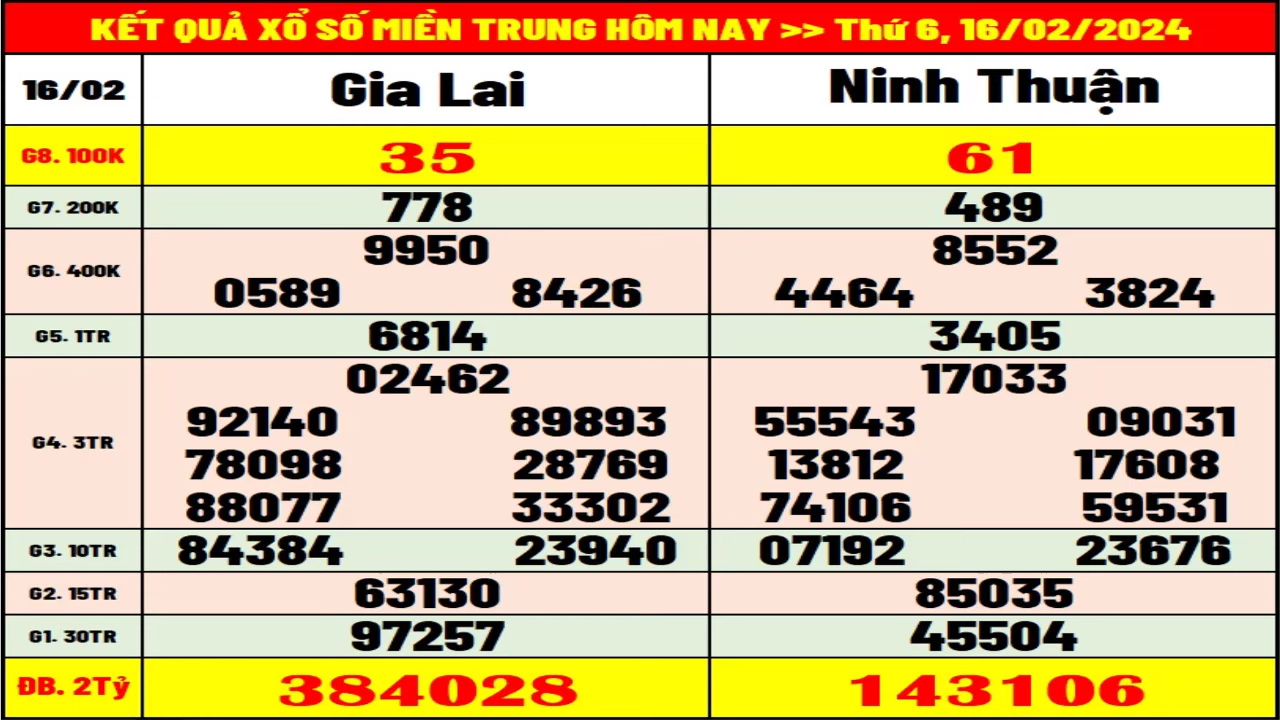 KẾT QUẢ XỔ SỐ MIỀN TRUNG HÔM NAY >> Thứ 6, 16/02/2024
16/02 Gia Lai Ninh Thuận
G8. 100K 35 61
G7. 200K 778 489
G6. 400K
9950 8552
0589 8426 4464 3824
G5. 1TR 6814 3405
G4. 3TR
02462 17033
92140 89893 55543 09031
78098 28769 13812 17608
88077 33302 74106 59531
G3. 10TR 84384 23940 07192 23676
G2. 15TR 63130 85035
G1. 30TR 97257 45504
ĐB. 2Tỷ 384028 143106